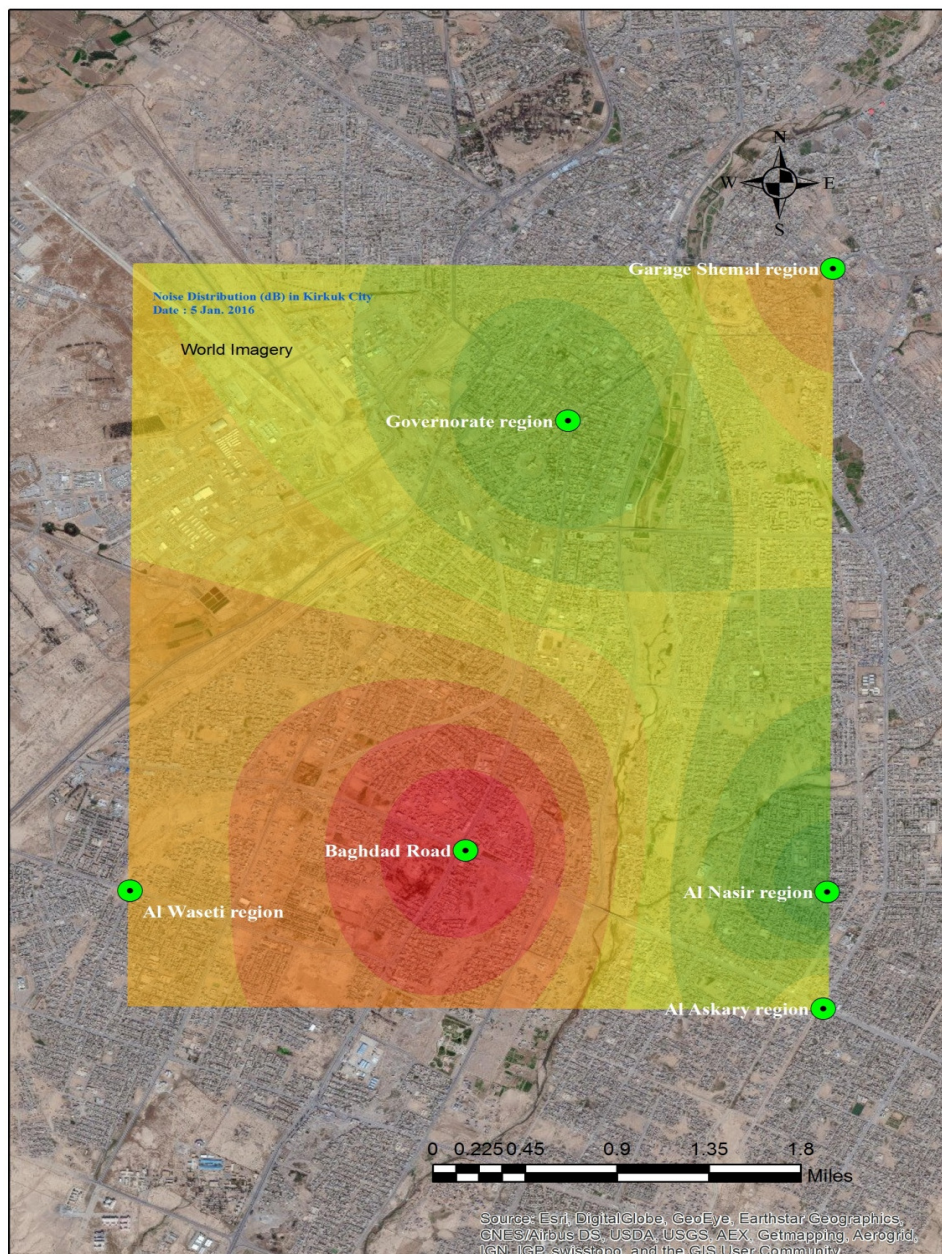 N
W E
S
Garage Shemal region
Noise Distribution (dB) in Kirkuk City
Date : 5 Jan. 2016
World Imagery
Governorate region
Baghdad Road
Al Nasir region
Al Waseti region
Al Askary region
0 0.225 0.45 0.9 1.35 1.8
Miles
Source: Esri, DigitalGlobe, GeoEye, Earthstar Geographics,
CNES/Airbus DS, USDA, USGS, AEX, Getmapping, Aerogrid,
IGN, IGP, swisstopo, and the GIS User Community